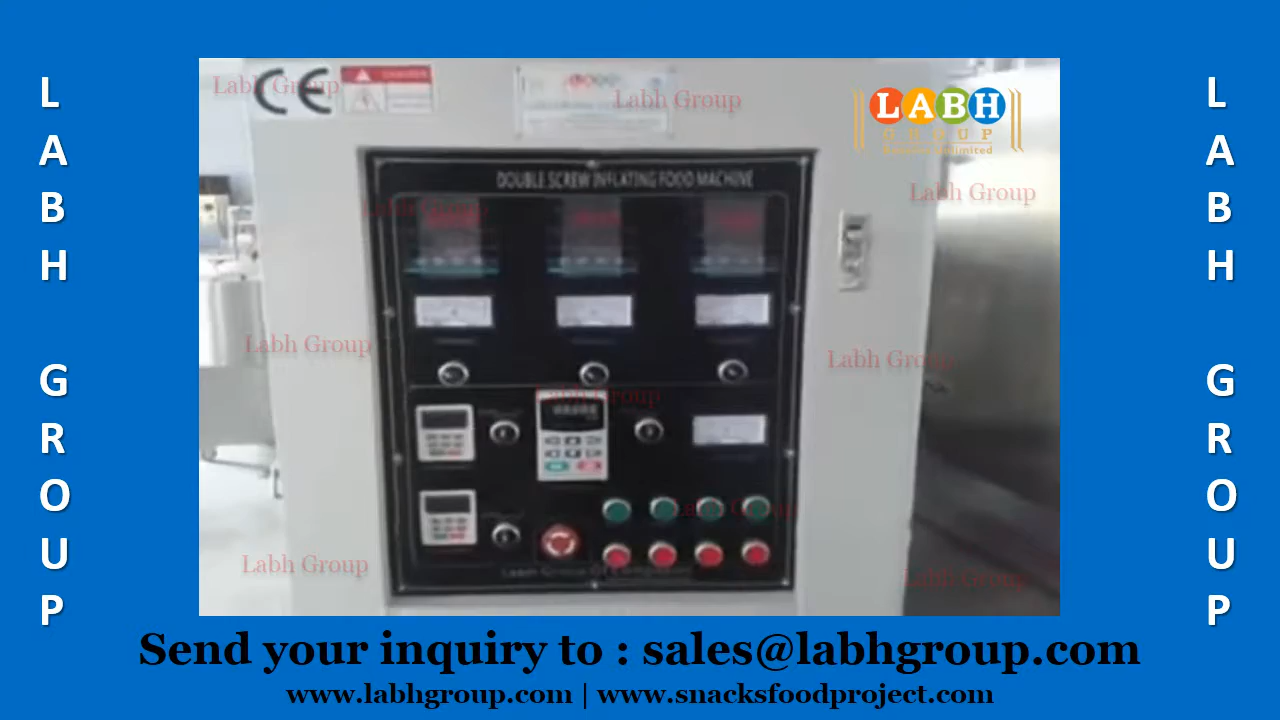 L
A
B
H
G
R
O
U
P
L
A
B
H
G
R
O
U
P
CE
DANGER
LABH
GROUP
Labh Group
Labh Group
Labh Group
DOUBLE SCREW INFLATING FOOD MACHINE
Labh Group
Labh Group
Labh Group
Labh Group
Labh Group
Labh Group
Labh Group
Send your inquiry to : sales@labhgroup.com
www.labhgroup.com | www.snacksfoodproject.com